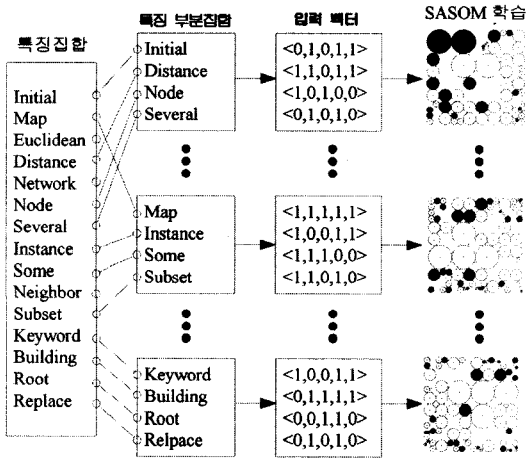 특징집합
Initial
Map
Euclidean
Distance
Network
Node
Several
Instance
Some
Neighbor
Subset
Keyword
Building
Root
Replace
특징 부분집합
Initial
Distance
Node
Several
Map
Instance
Some
Subset
Keyword
Building
Root
Relpace
입력 벡터
<0,1,0,1,1>
<1,1,0,1,1>
<1,0,1,0,0>
<0,1,0,1,0>
<1,1,1,1,1>
<1,0,0,1,1>
<1,1,1,0,0>
<1,1,0,1,0>
<1,0,0,1,1>
<0,1,1,1,1>
<0,0,1,1,0>
<0,1,0,1,0>
SASOM 학습